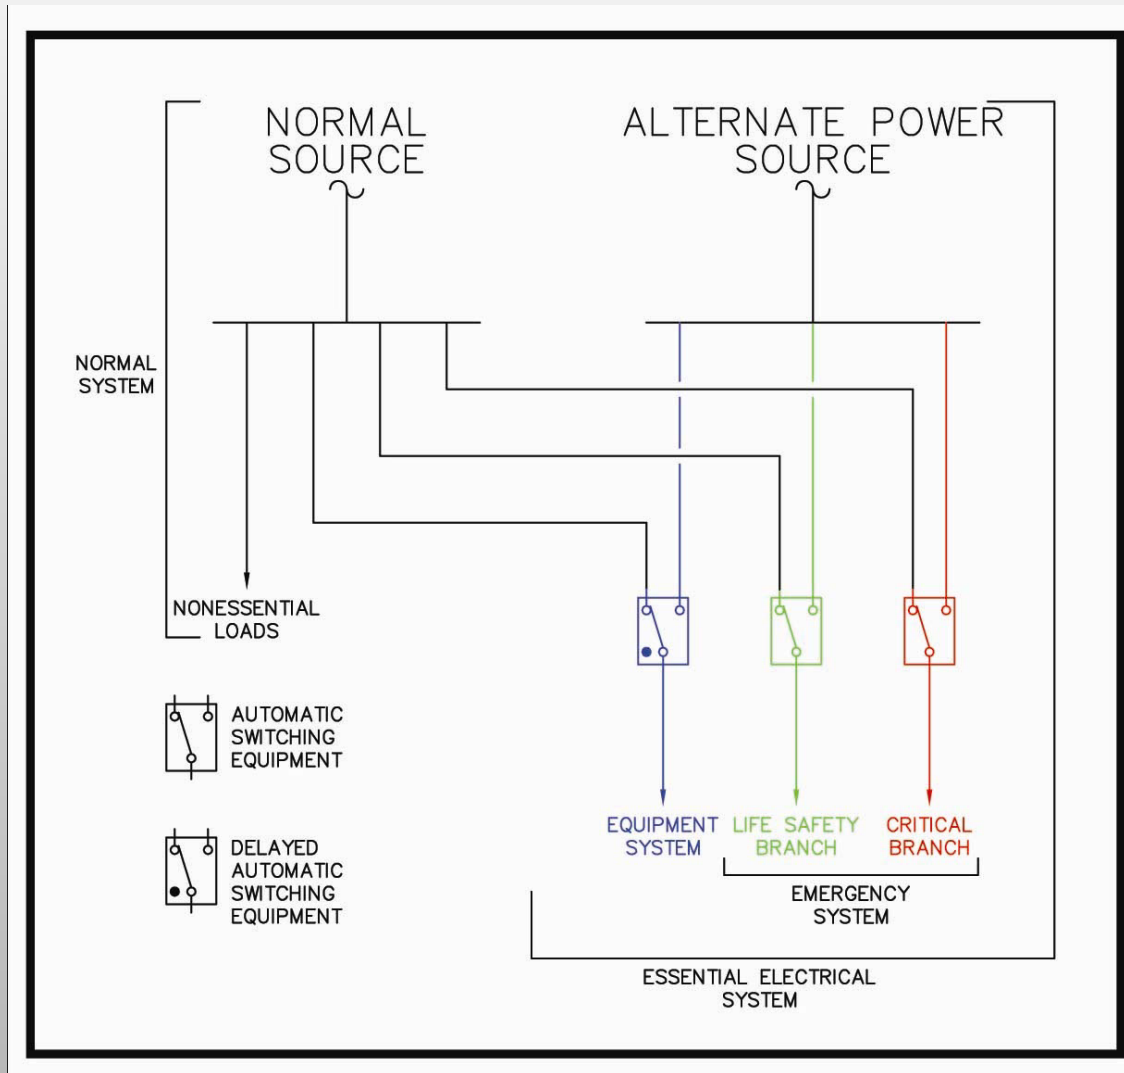 NORMAL
SOURCE
ALTERNATE POWER
SOURCE
NORMAL
SYSTEM
NONESSENTIAL
LOADS
AUTOMATIC
SWITCHING
EQUIPMENT
DELAYED
AUTOMATIC
SWITCHING
EQUIPMENT
EQUIPMENT
SYSTEM
LIFE SAFETY
BRANCH
CRITICAL
BRANCH
EMERGENCY
SYSTEM
ESSENTIAL ELECTRICAL
SYSTEM